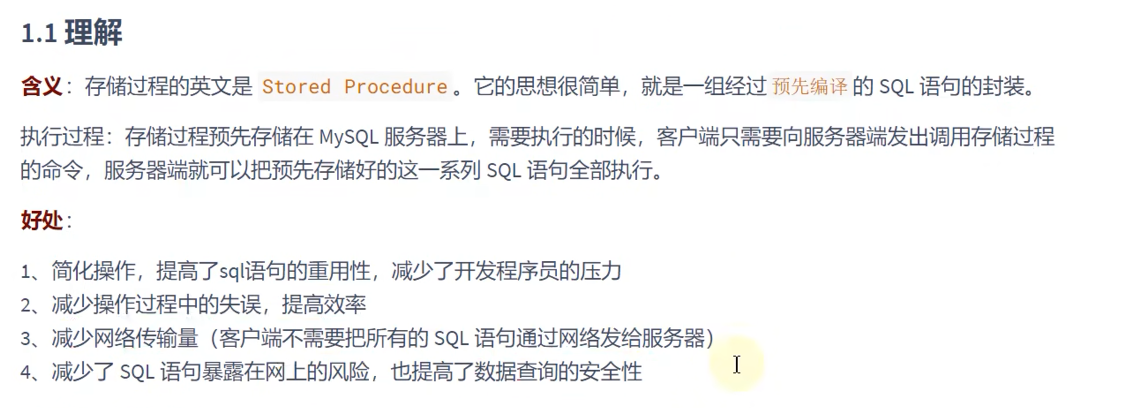 1.1 理解
含义：存储过程的英文是 Stored Procedure 。它的思想很简单，就是一组经过 预先编译 的 SQL 语句的封装。
执行过程：存储过程预先存储在 MySQL 服务器上，需要执行的时候，客户端只需要向服务器端发出调用存储过程
的命令，服务器端就可以把预先存储好的这一系列 SQL 语句全部执行。
好处：
1、简化操作，提高了sql语句的重用性，减少了开发程序员的压力
2、减少操作过程中的失误，提高效率
3、减少网络传输量（客户端不需要把所有的 SQL 语句通过网络发给服务器）
4、减少了 SQL 语句暴露在网上的风险，也提高了数据查询的安全性